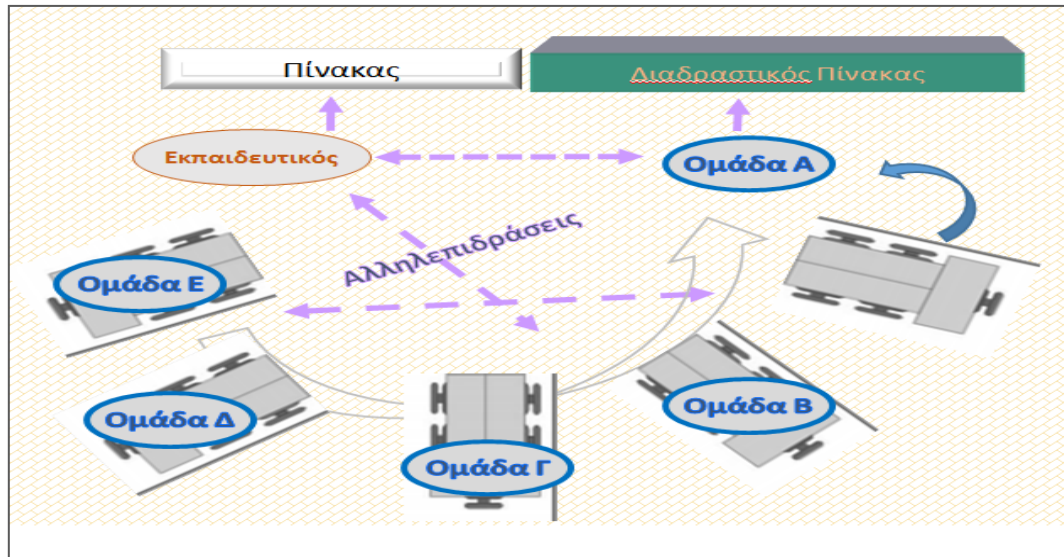 Πίνακας
Διαδραστικός Πίνακας
Εκπαιδευτικός
Ομάδα Α
Αλληλεπιδράσεις
Ομάδα Ε
Ομάδα Δ
Ομάδα Γ
Ομάδα Β